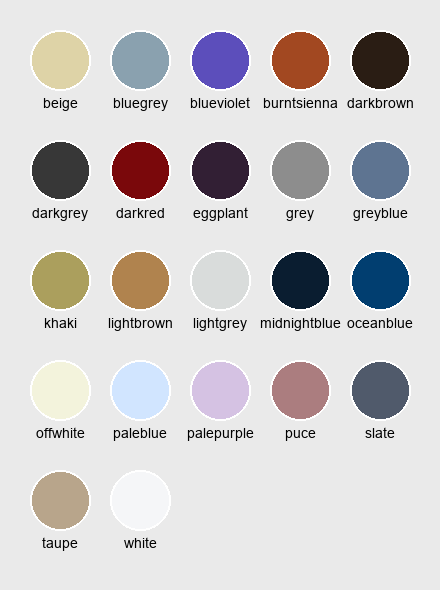 beige bluegrey blueviolet burntsienna darkbrown
darkgrey darkred eggplant grey greyblue
khaki lightbrown lightgrey midnightblue oceanblue
offwhite paleblue palepurple puce slate
taupe white